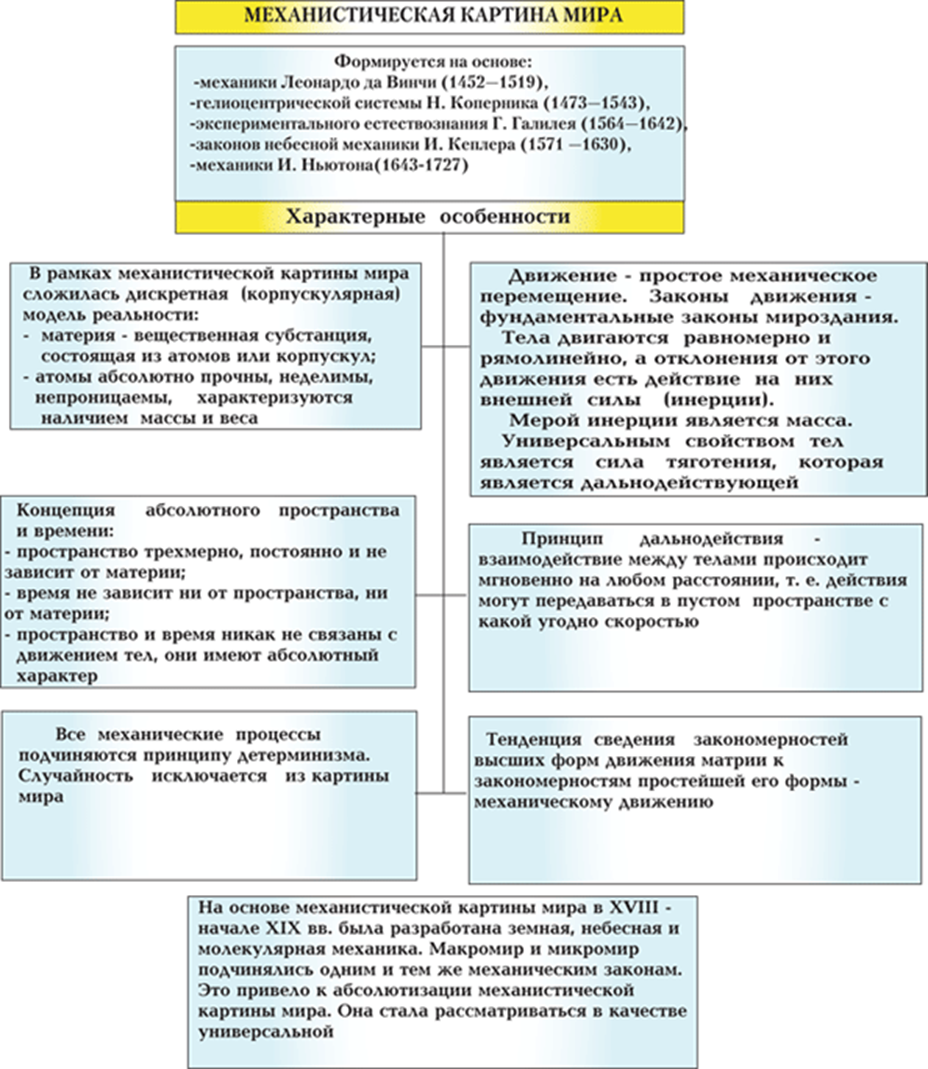 МЕХАНИСТИЧЕСКАЯ КАРТИНА МИРА
Формируется на основе:
-механики Леонардо да Винчи (1452—1519),
-гелиоцентрической системы Н. Коперника (1473—1543),
-экспериментального естествознания Г. Галилея (1564—1642),
-законов небесной механики И. Кеплера (1571 —1630),
-механики И. Ньютона(1643-1727)
Характерные особенности
В рамках механистической картины мира
сложилась дискретная (корпускулярная)
модель реальности:
- материя - вещественная субстанция,
состоящая из атомов или корпускул;
- атомы абсолютно прочны, неделимы,
непроницаемы, характеризуются
наличием массы и веса
Движение - простое механическое
перемещение. Законы движения -
фундаментальные законы мироздания.
Тела двигаются равномерно и
рямолинейно, а отклонения от этого
движения есть действие на них
внешней силы (инерции).
Мерой инерции является масса.
Универсальным свойством тел
является сила тяготения, которая
является дальнодействующей
Концепция абсолютного пространства
и времени:
- пространство трехмерно, постоянно и не
зависит от материи;
- время не зависит ни от пространства, ни
от материи;
- пространство и время никак не связаны с
движением тел, они имеют абсолютный
характер
Принцип дальнодействия -
взаимодействие между телами происходит
мгновенно на любом расстоянии, т. е. действия
могут передаваться в пустом пространстве с
какой угодно скоростью
Все механические процессы
подчиняются принципу детерминизма.
Случайность исключается из картины
мира
Тенденция сведения закономерностей
высших форм движения матрии к
закономерностям простейшей его формы -
механическому движению
На основе механистической картины мира в XVIII -
начале XIX вв. была разработана земная, небесная и
молекулярная механика. Макромир и микромир
подчинялись одним и тем же механическим законам.
Это привело к абсолютизации механистической
картины мира. Она стала рассматриваться в качестве
универсальной